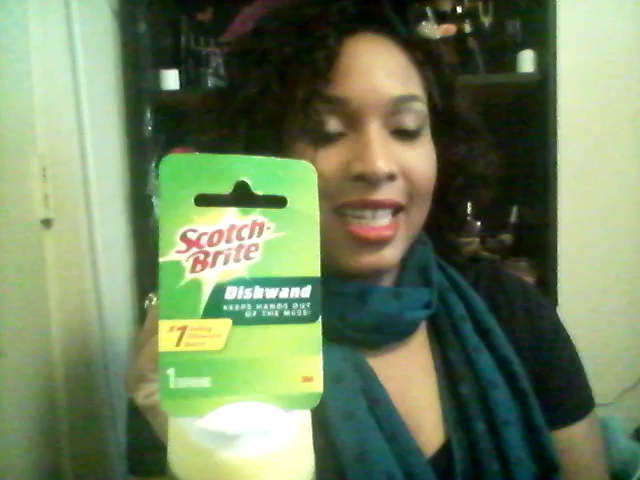 Scotch-
Brite
Dishwand
KEEPS HANDS OUT
OF THE MESS!
#1
1
3M